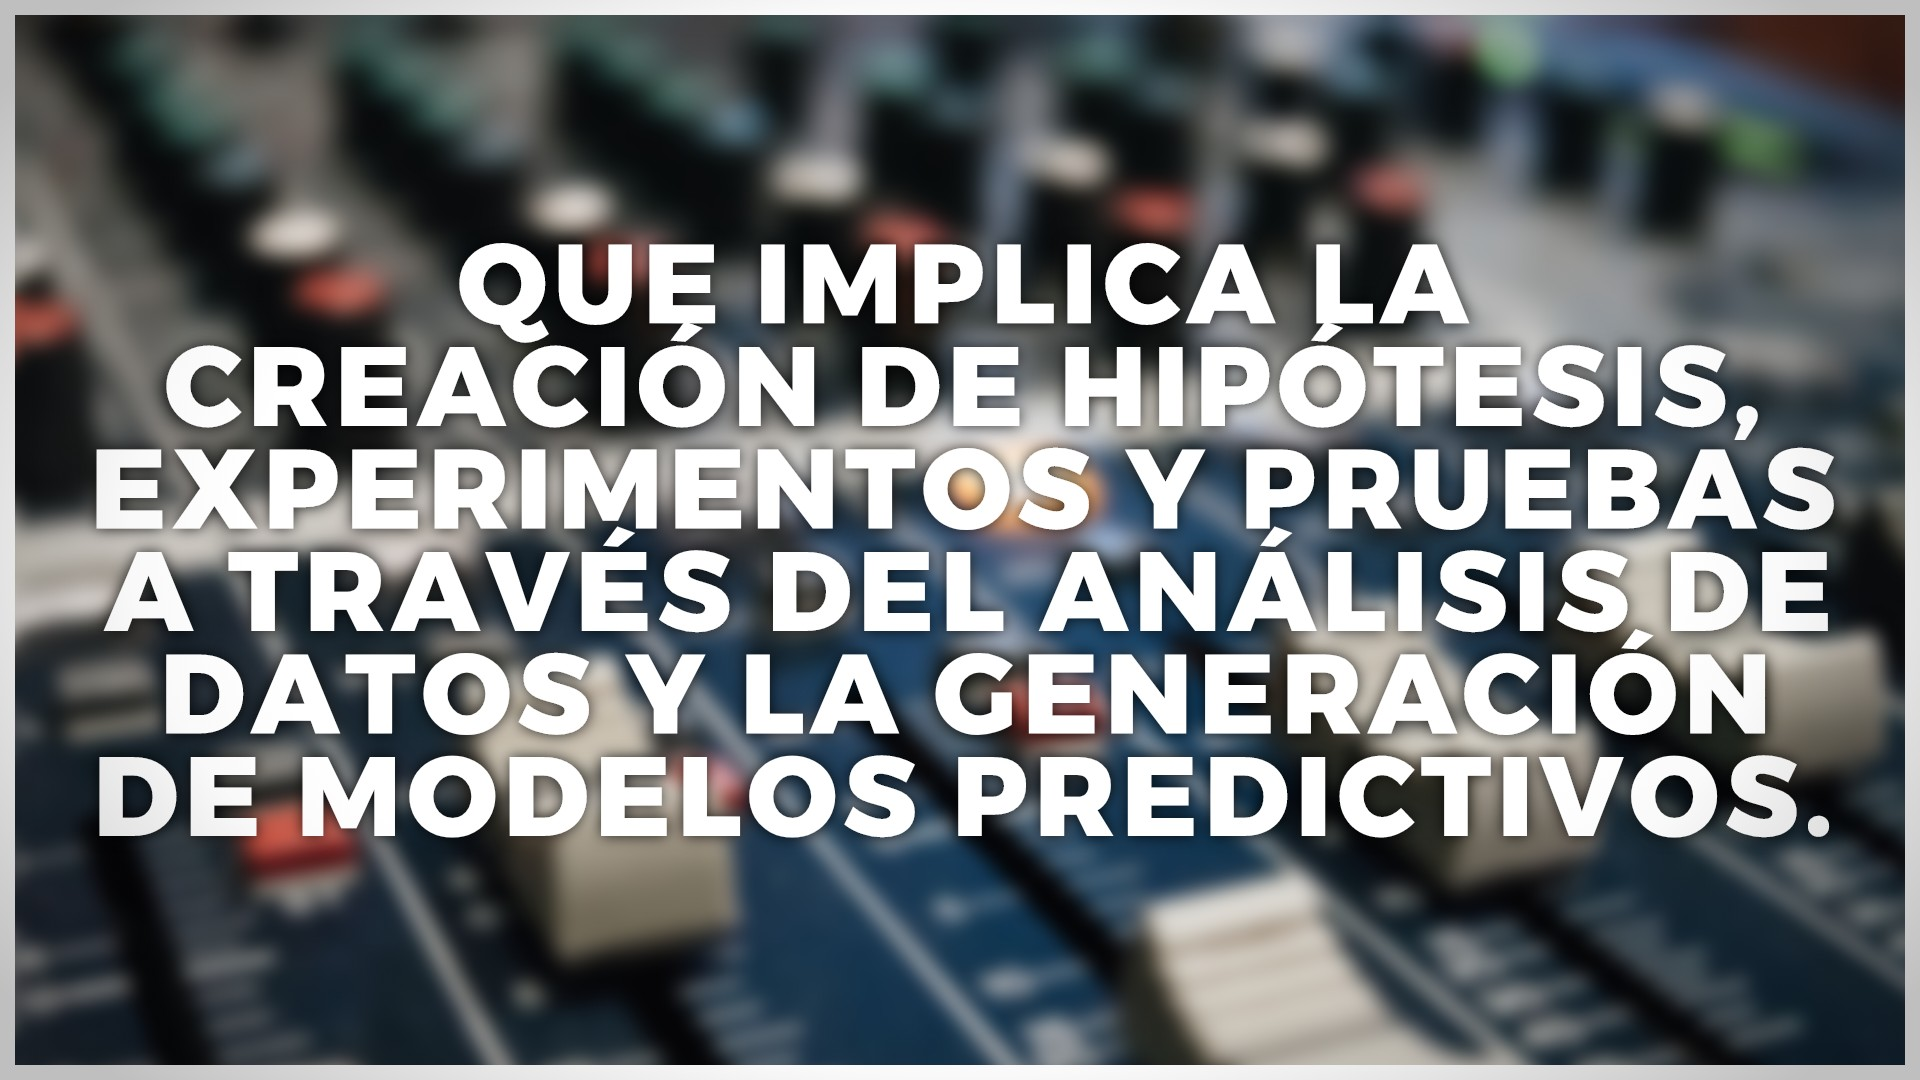 QUE IMPLICA LA
CREACIÓN DE HIPÓTESIS,
EXPERIMENTOS Y PRUEBAS
A TRAVÉS DEL ANÁLISIS DE
DATOS Y LA GENERACIÓN
DE MODELOS PREDICTIVOS.